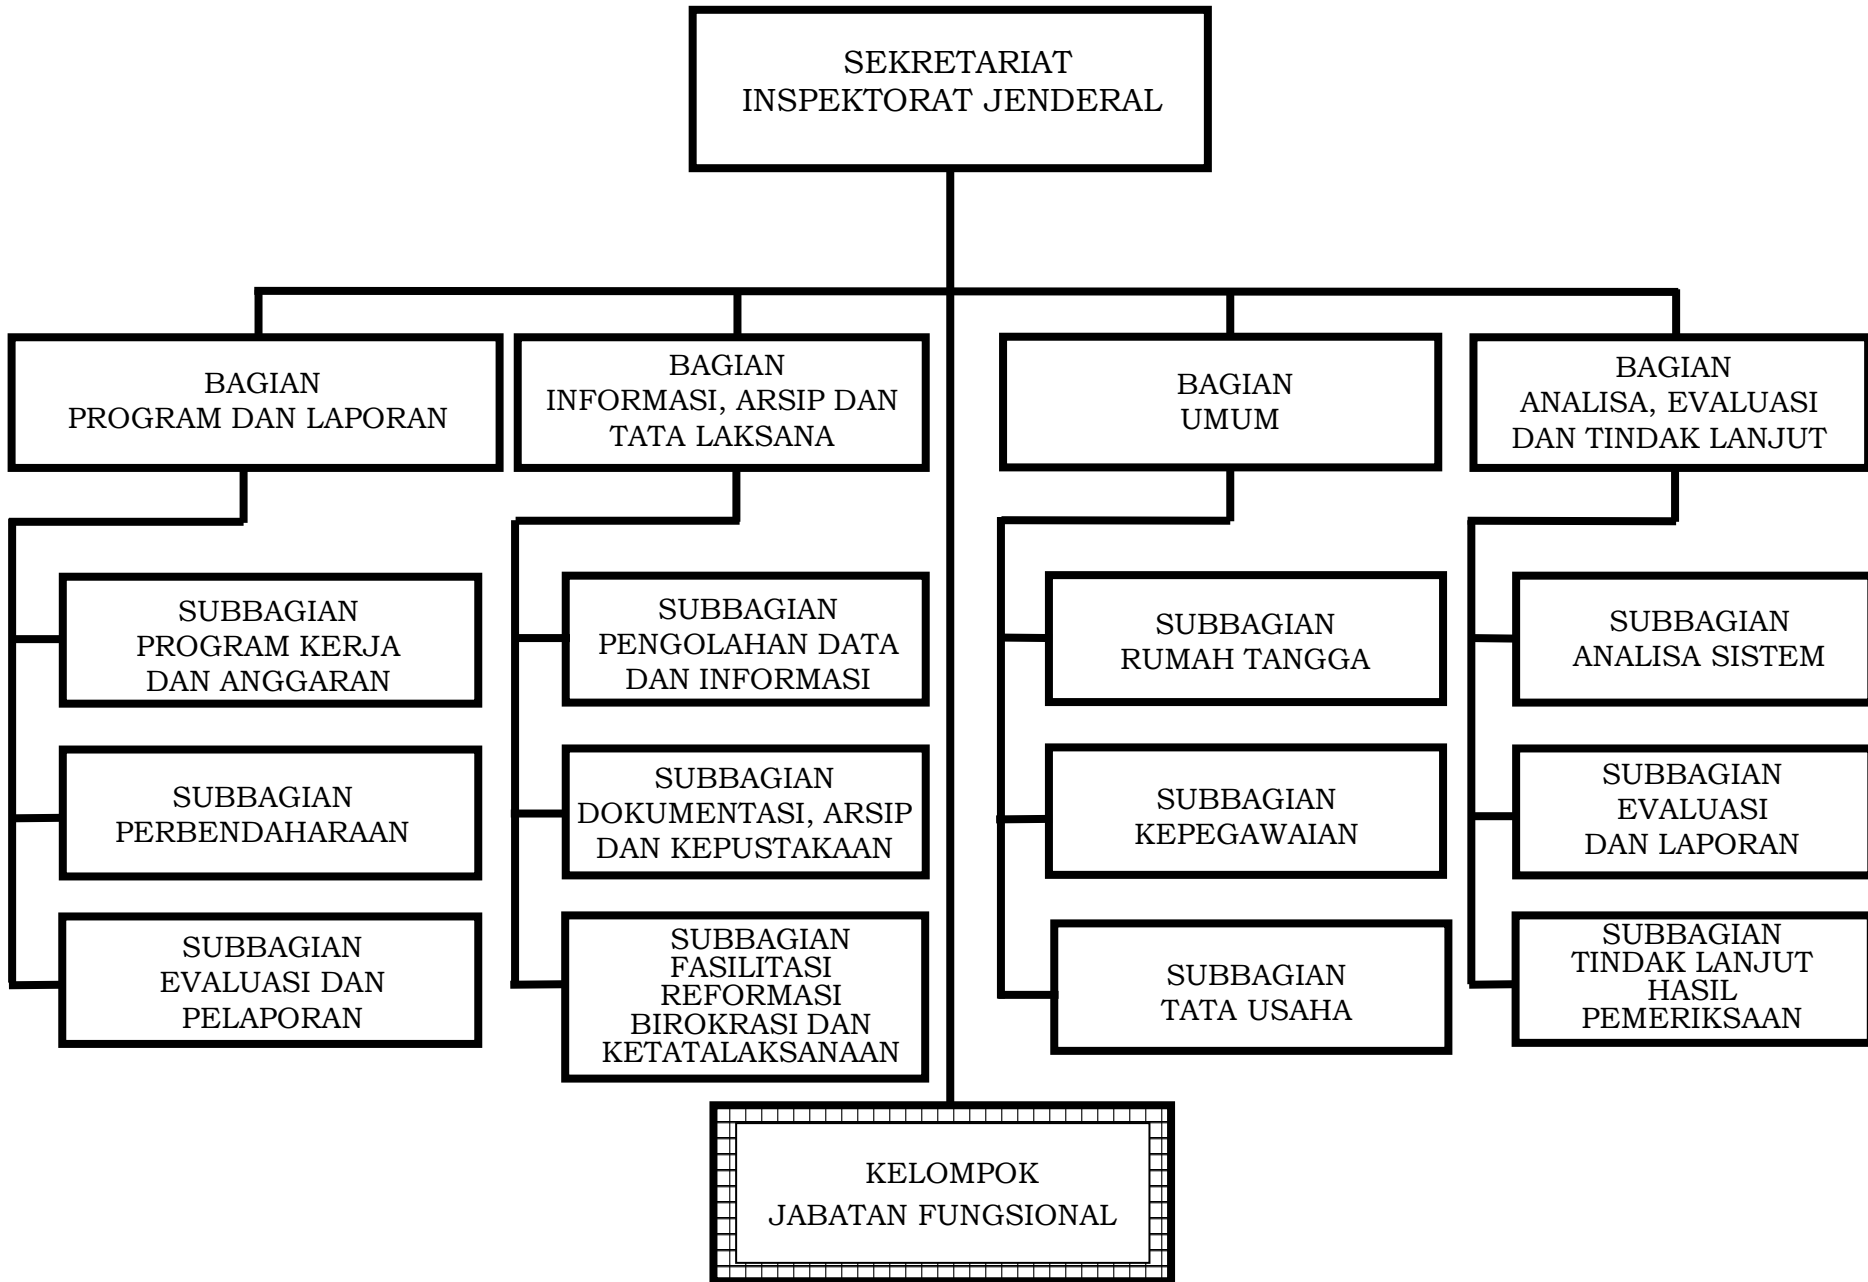 SEKRETARIAT
INSPEKTORAT JENDERAL
BAGIAN
PROGRAM DAN LAPORAN
BAGIAN
INFORMASI, ARSIP DAN
TATA LAKSANA
BAGIAN
UMUM
BAGIAN
ANALISA, EVALUASI
DAN TINDAK LANJUT
SUBBAGIAN
PROGRAM KERJA
DAN ANGGARAN
SUBBAGIAN
PENGOLAHAN DATA
DAN INFORMASI
SUBBAGIAN
RUMAH TANGGA
SUBBAGIAN
ANALISA SISTEM
SUBBAGIAN
PERBENDAHARAAN
SUBBAGIAN
DOKUMENTASI, ARSIP
DAN KEPUSTAKAAN
SUBBAGIAN
KEPEGAWAIAN
SUBBAGIAN
EVALUASI
DAN LAPORAN
SUBBAGIAN
EVALUASI DAN
PELAPORAN
SUBBAGIAN
FASILITASI
REFORMASI
BIROKRASI DAN
KETATALAKSANAAN
SUBBAGIAN
TATA USAHA
SUBBAGIAN
TINDAK LANJUT
HASIL
PEMERIKSAAN
KELOMPOK
JABATAN FUNGSIONAL